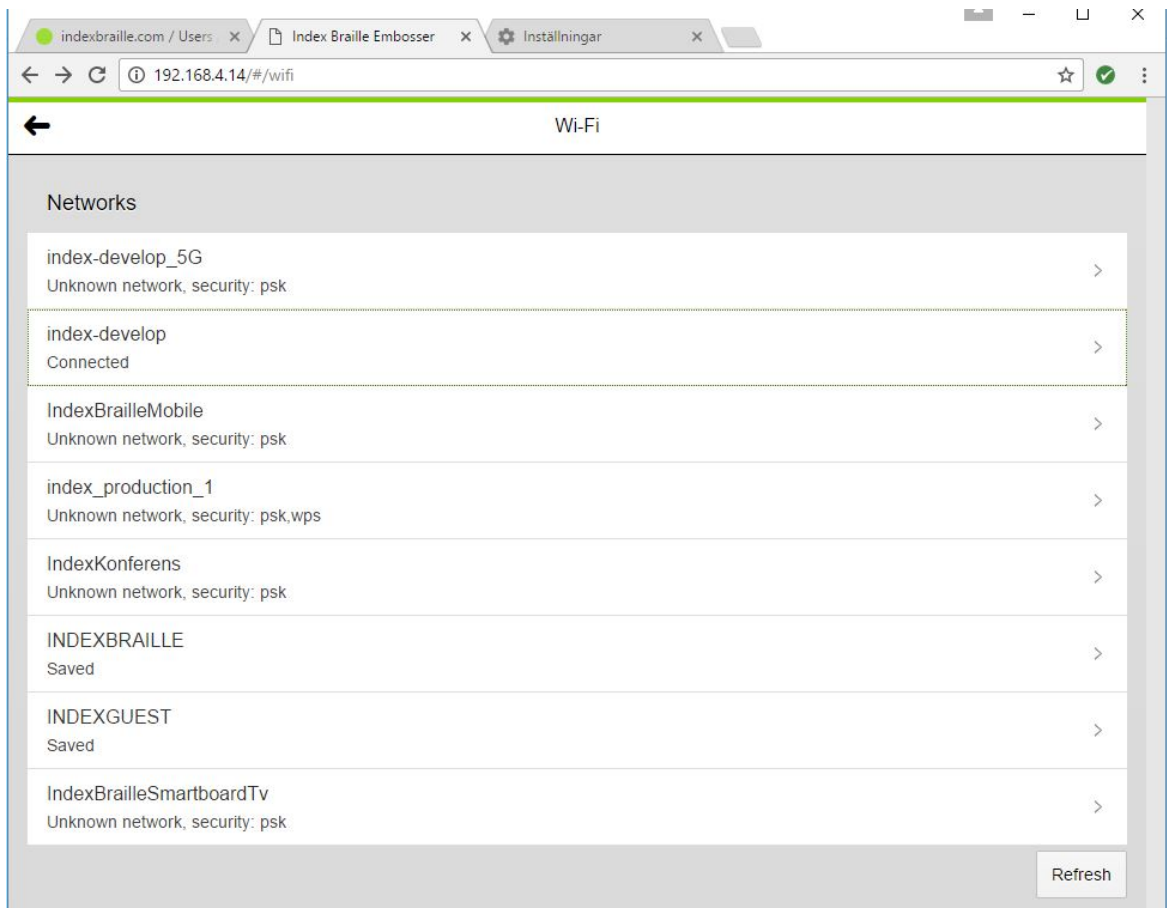 indexbraille.com / Users
Index Braille Embosser
Inställningar
192.168.4.14/#/wifi
Wi-Fi
Networks
index-develop_5G
Unknown network, security: psk
index-develop
Connected
IndexBrailleMobile
Unknown network, security: psk
index_production_1
Unknown network, security: psk,wps
IndexKonferens
Unknown network, security: psk
INDEXBRAILLE
Saved
INDEXGUEST
Saved
IndexBrailleSmartboardTv
Unknown network, security: psk
Refresh